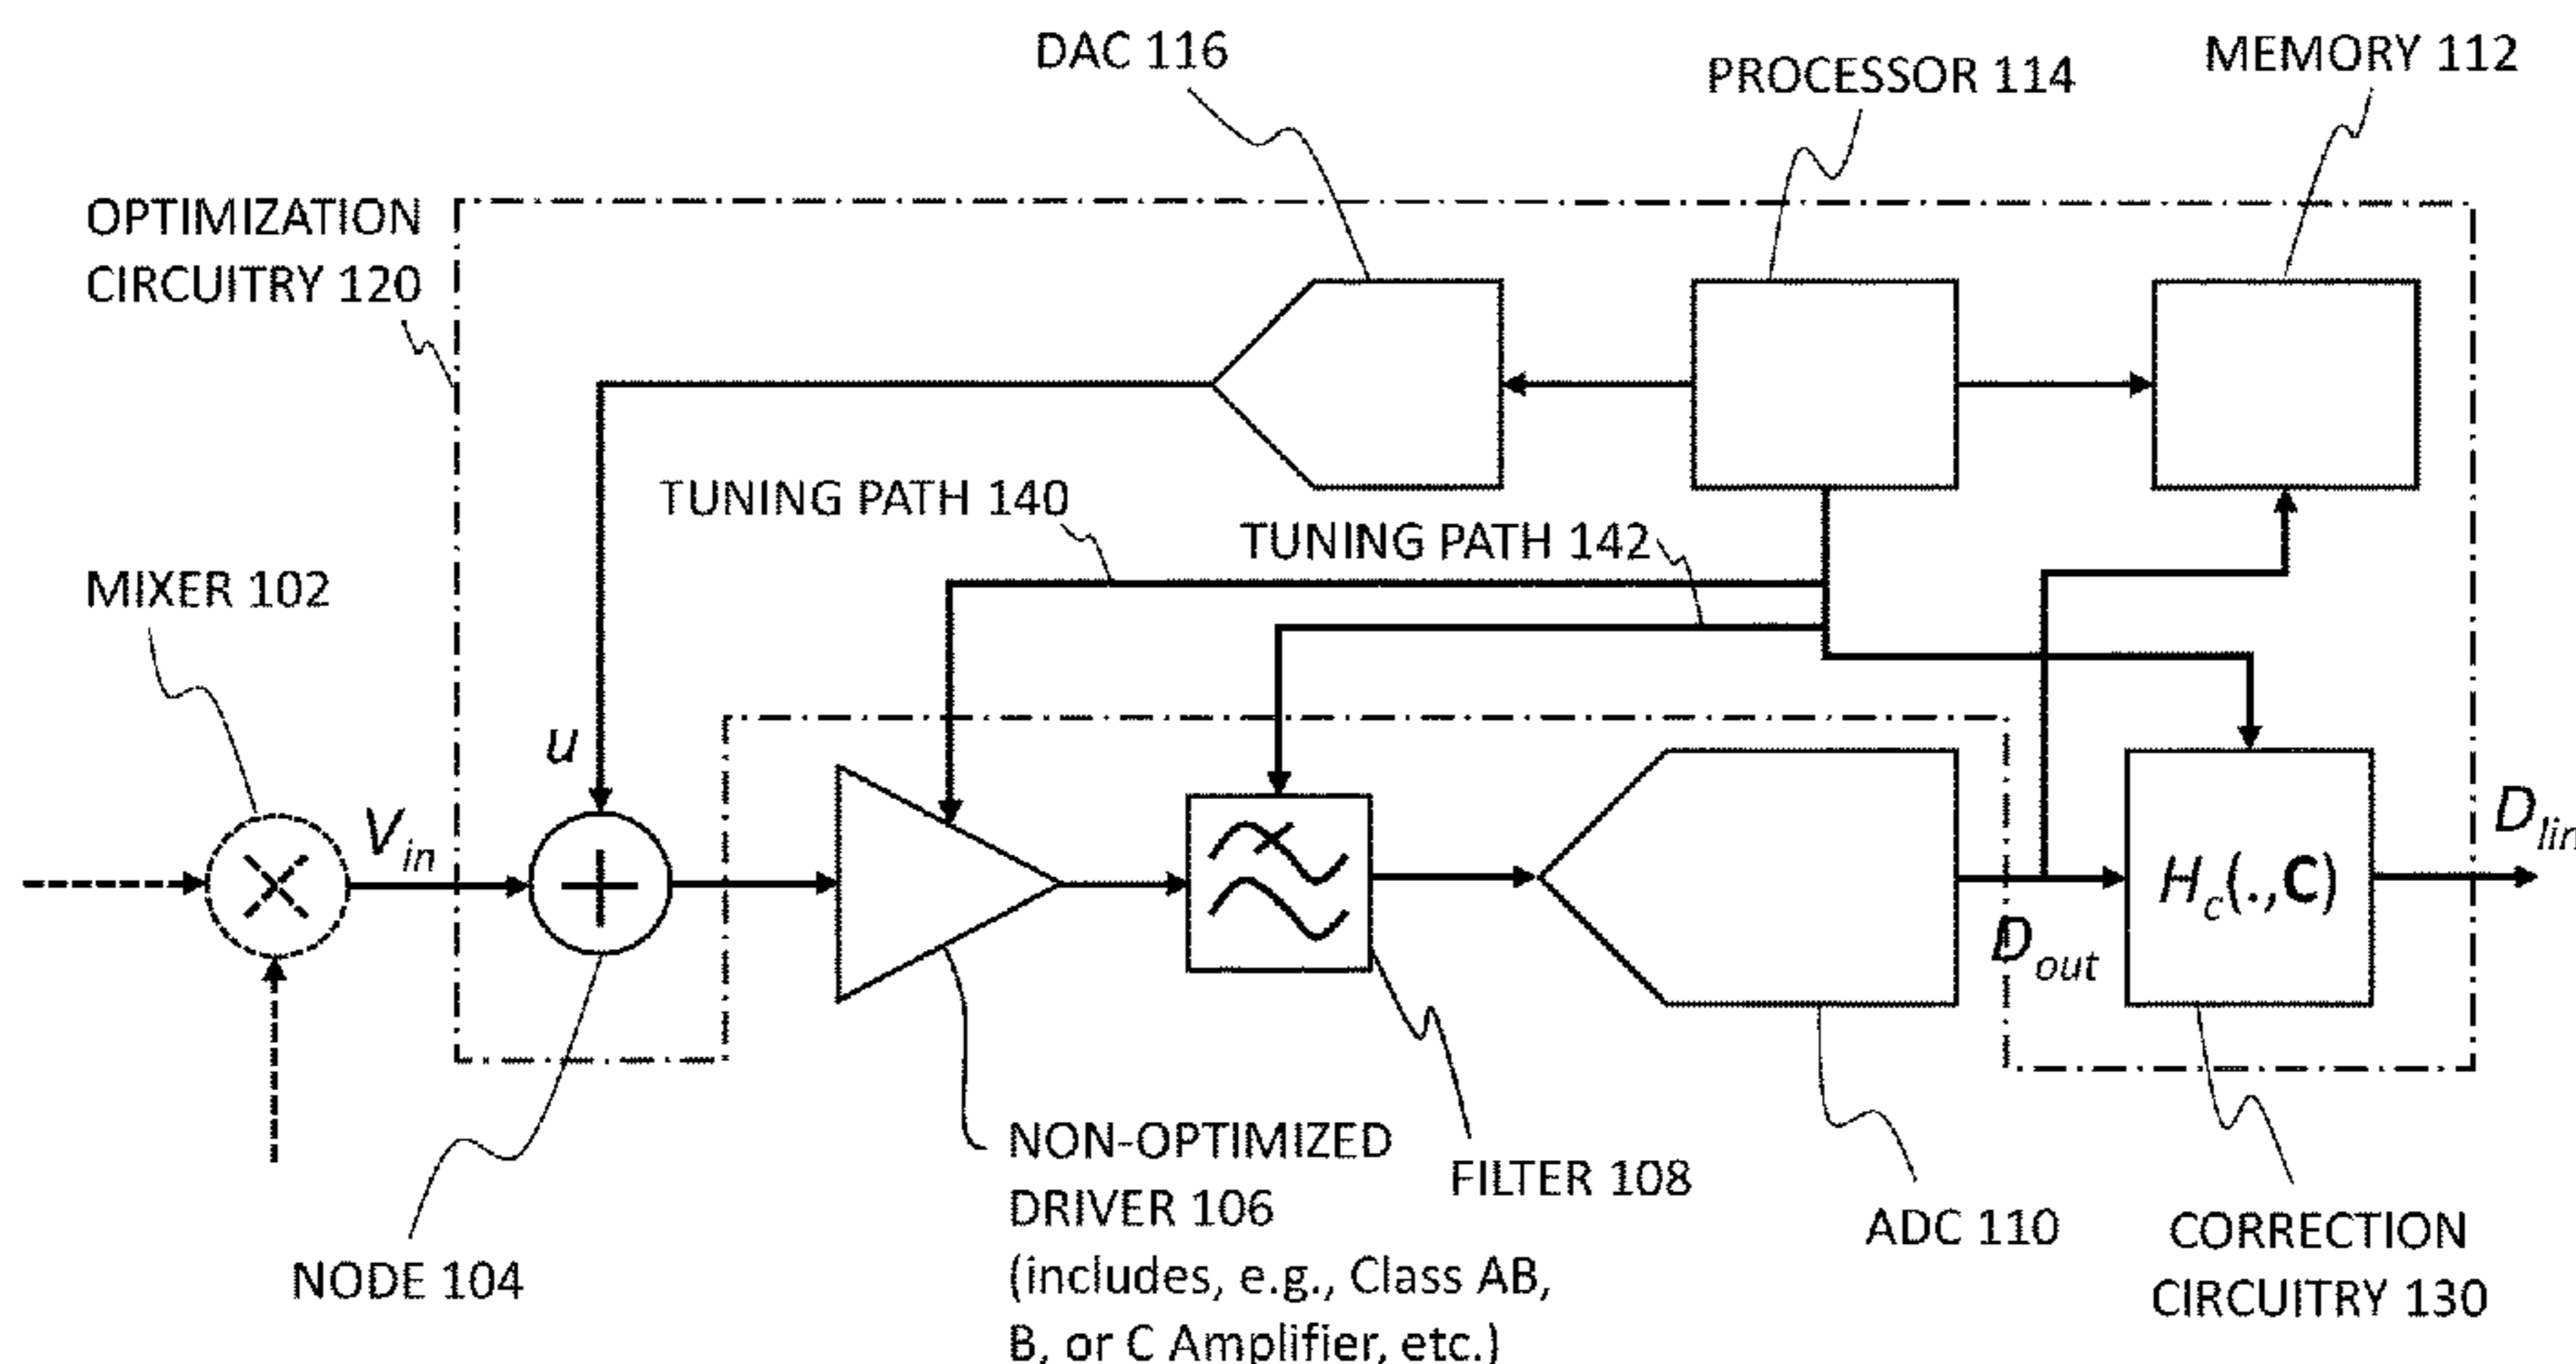 DAC 116
PROCESSOR 114
MEMORY 112
OPTIMIZATION
CIRCUITRY 120
TUNING PATH 140
TUNING PATH 142
MIXER 102
u
V_in
D_lin
H_c(.,C)
D_out
NODE 104
NON-OPTIMIZED
DRIVER 106
(includes, e.g., Class AB,
B, or C Amplifier, etc.)
FILTER 108
ADC 110
CORRECTION
CIRCUITRY 130